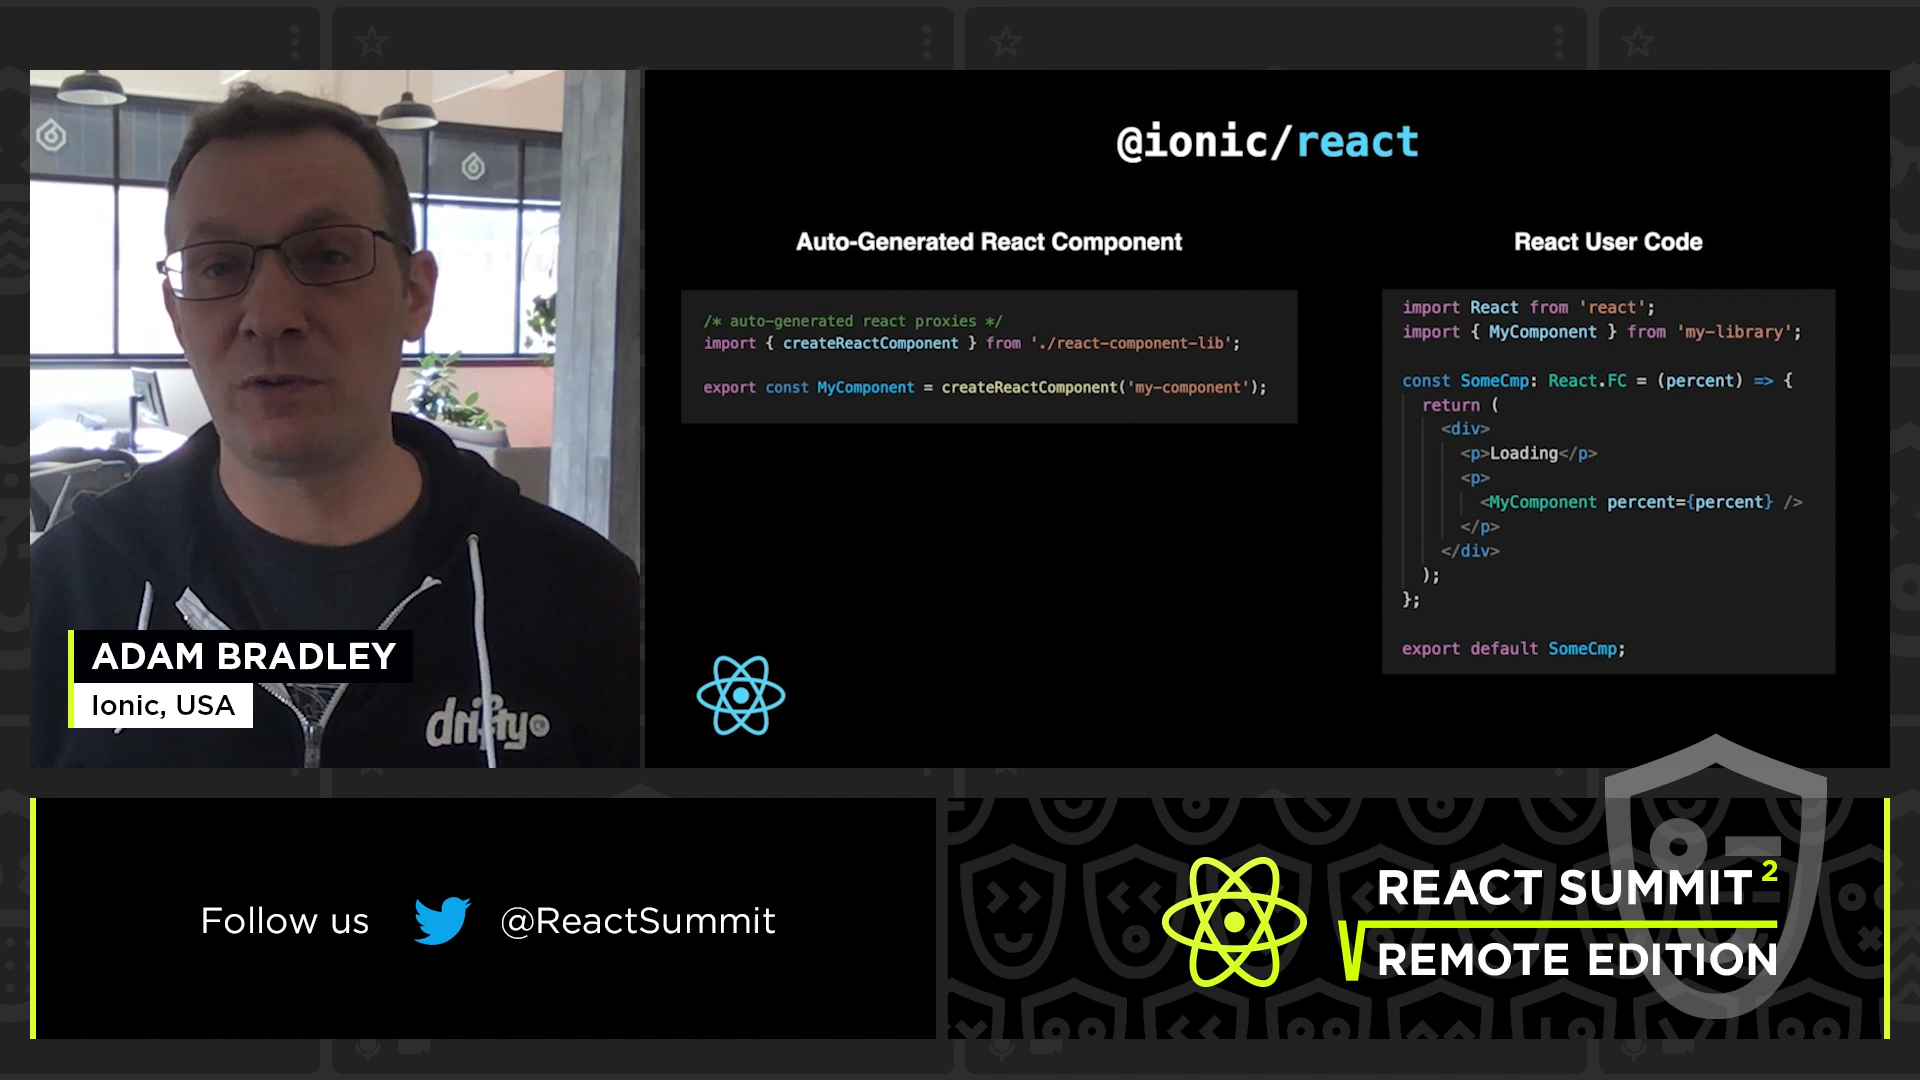 @ionic/react
Auto-Generated React Component
/* auto-generated react proxies */
import { createReactComponent } from './react-component-lib';
export const MyComponent = createReactComponent('my-component');
React User Code
import React from 'react';
import { MyComponent } from 'my-library';
const SomeCmp: React.FC = (percent) => {
return (
<div>
<p>Loading</p>
<p>
<MyComponent percent={percent} />
</p>
</div>
);
};
export default SomeCmp;
ADAM BRADLEY
Ionic, USA
drifty co
Follow us @ReactSummit
REACT SUMMIT 2
REMOTE EDITION